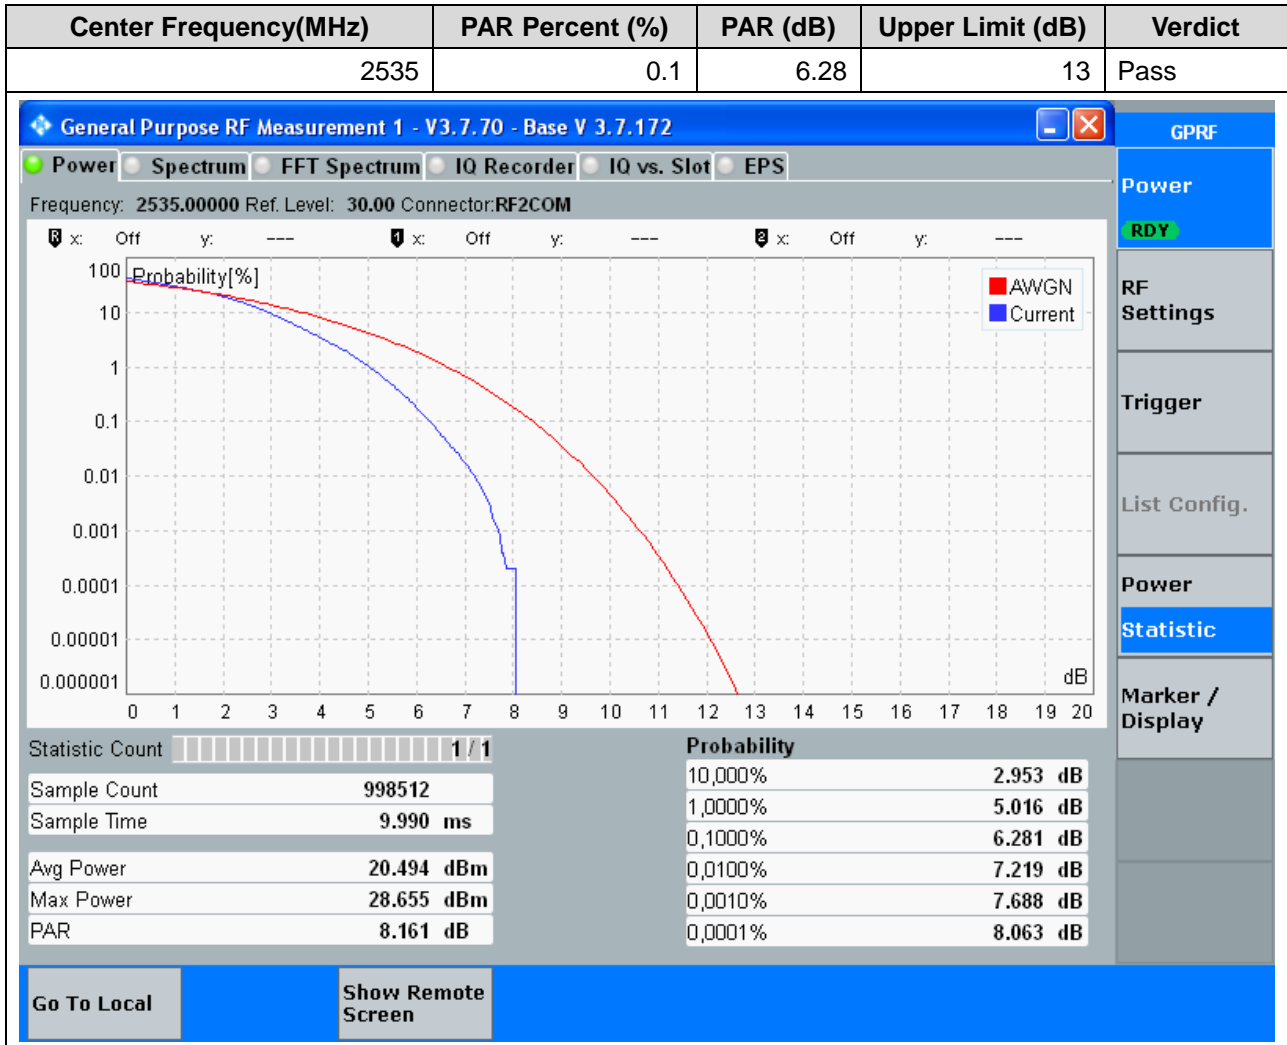 Center Frequency(MHz) PAR Percent (%) PAR (dB) Upper Limit (dB) Verdict
2535 0.1 6.28 13 Pass
General Purpose RF Measurement 1 - V3.7.70 - Base V 3.7.172
GPRF
Power Spectrum FFT Spectrum IQ Recorder IQ vs. Slot EPS
Power
RDY
Frequency: 2535.00000 Ref. Level: 30.00 Connector:RF2COM
R x: Off y: --- 1 x: Off y: --- 2 x: Off y: ---
100 Probability[%]
AWGN
Current
10
1
0.1
0.01
0.001
0.0001
0.00001
0.000001
dB
0 1 2 3 4 5 6 7 8 9 10 11 12 13 14 15 16 17 18 19 20
RF
Settings
Trigger
List Config.
Power
Statistic
Marker /
Display
Statistic Count 1 / 1
Sample Count 998512
Sample Time 9.990 ms
Avg Power 20.494 dBm
Max Power 28.655 dBm
PAR 8.161 dB
Probability
10,000% 2.953 dB
1,0000% 5.016 dB
0,1000% 6.281 dB
0,0100% 7.219 dB
0,0010% 7.688 dB
0,0001% 8.063 dB
Go To Local
Show Remote
Screen